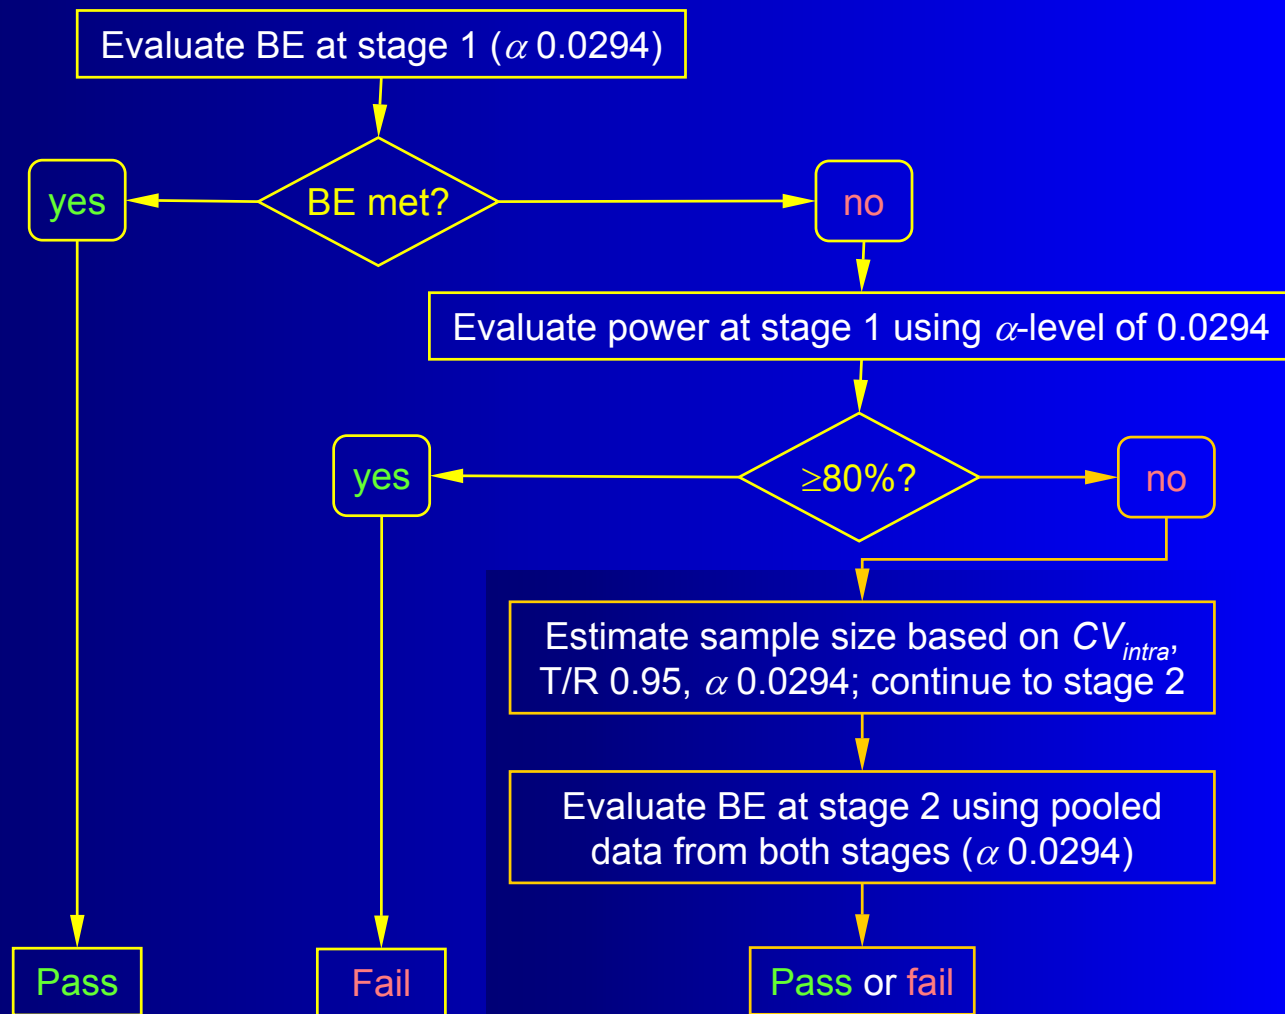 Evaluate BE at stage 1 (α 0.0294)
yes
BE met?
no
Evaluate power at stage 1 using α-level of 0.0294
yes
≥80%?
no
Estimate sample size based on CVintra,
T/R 0.95, α 0.0294; continue to stage 2
Evaluate BE at stage 2 using pooled
data from both stages (α 0.0294)
Pass
Fail
Pass or fail